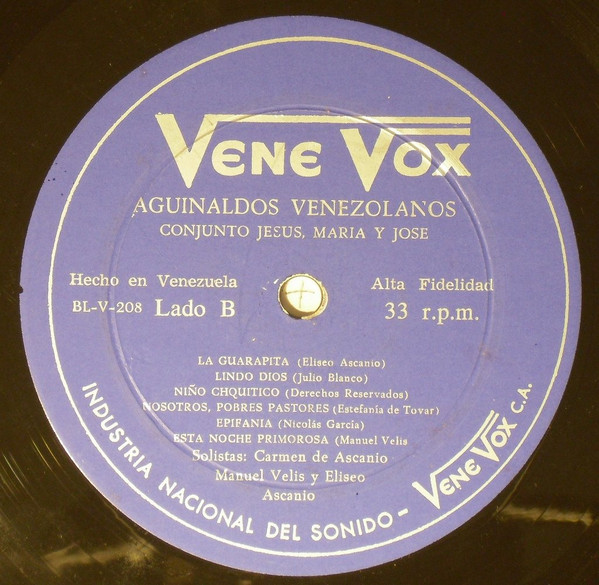 VENE VOX
AGUINALDOS VENEZOLANOS
CONJUNTO JESUS, MARIA Y JOSE
Hecho en Venezuela
BL-V-208 Lado B
Alta Fidelidad
33 r.p.m.
LA GUARAPITA (Eliseo Ascanio)
LINDO DIOS (Julio Blanco)
NIÑO CHQUITICO (Derechos Reservados)
NOSOTROS, POBRES PASTORES (Estefania de Tovar)
EPIFANIA (Nicolás García)
ESTA NOCHE PRIMOROSA (Manuel Velis
Solistas: Carmen de Ascanio
Manuel Velis y Eliseo
Ascanio
INDUSTRIA NACIONAL DEL SONIDO - VENE VOX C.A.